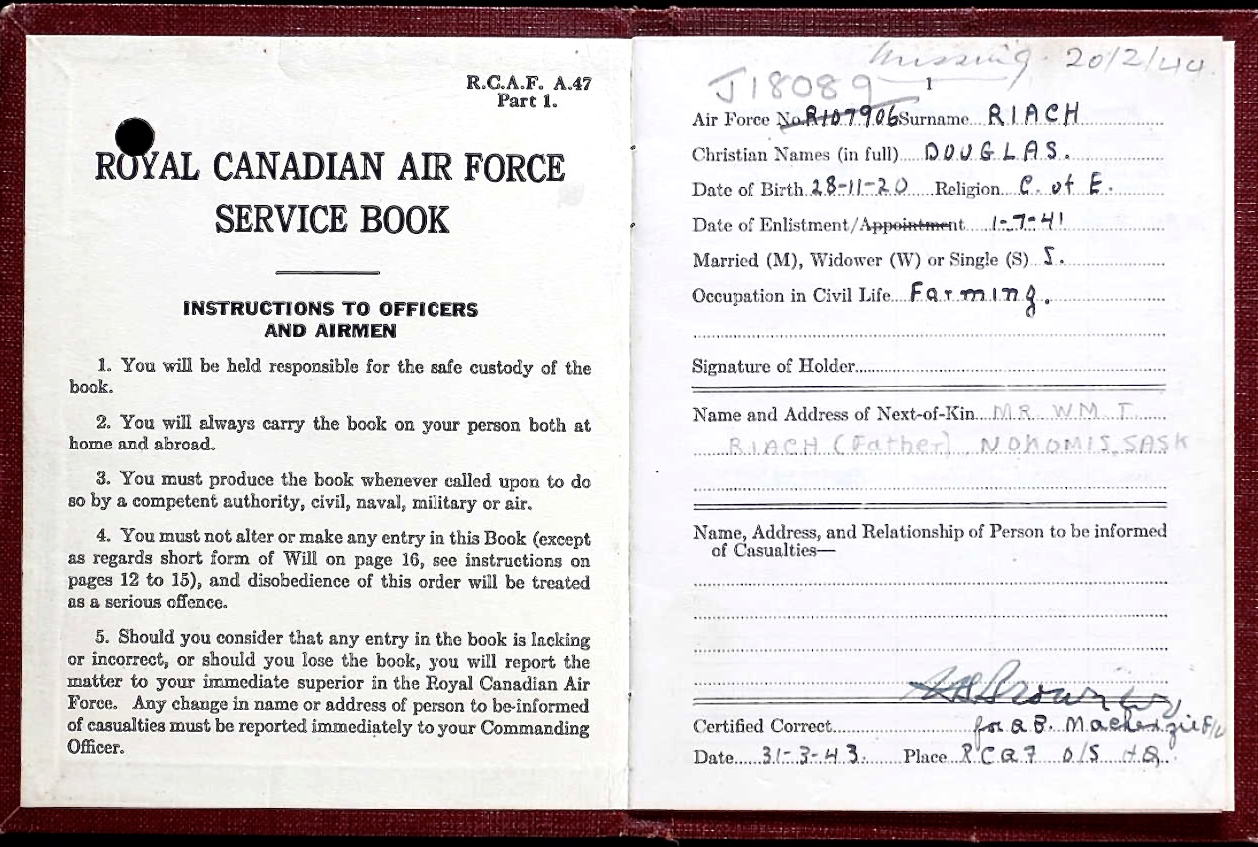 R.C.A.F. A.47
Part 1.
ROYAL CANADIAN AIR FORCE
SERVICE BOOK
INSTRUCTIONS TO OFFICERS
AND AIRMEN
1. You will be held responsible for the safe custody of the
book.
2. You will always carry the book on your person both at
home and abroad.
3. You must produce the book whenever called upon to do
so by a competent authority, civil, naval, military or air.
4. You must not alter or make any entry in this Book (except
as regards short form of Will on page 16, see instructions on
pages 12 to 15), and disobedience of this order will be treated
as a serious offence.
5. Should you consider that any entry in the book is lacking
or incorrect, or should you lose the book, you will report the
matter to your immediate superior in the Royal Canadian Air
Force. Any change in name or address of person to be informed
of casualties must be reported immediately to your Commanding
Officer.
Missing. 20/2/44
J18089
1
Air Force No. R107906 Surname RIACH
Christian Names (in full) DOUGLAS.
Date of Birth 28-11-20 Religion C. of E.
Date of Enlistment/Appointment 1-7-41
Married (M), Widower (W) or Single (S) S.
Occupation in Civil Life Farming.
Signature of Holder
Name and Address of Next-of-Kin MR. WM T.
RIACH (Father) NOKOMIS, SASK
Name, Address, and Relationship of Person to be informed
of Casualties—
Certified Correct for a B. Mackenzie F/L
Date 31-3-43. Place RCAF O/S HQ.